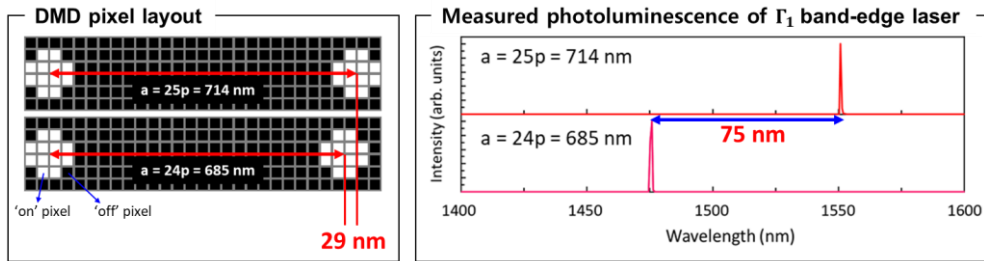 DMD pixel layout
a = 25p = 714 nm
a = 24p = 685 nm
'on' pixel
'off' pixel
29 nm
Measured photoluminescence of Γ₁ band-edge laser
Intensity (arb. units)
a = 25p = 714 nm
75 nm
a = 24p = 685 nm
1400 1450 1500 1550 1600
Wavelength (nm)